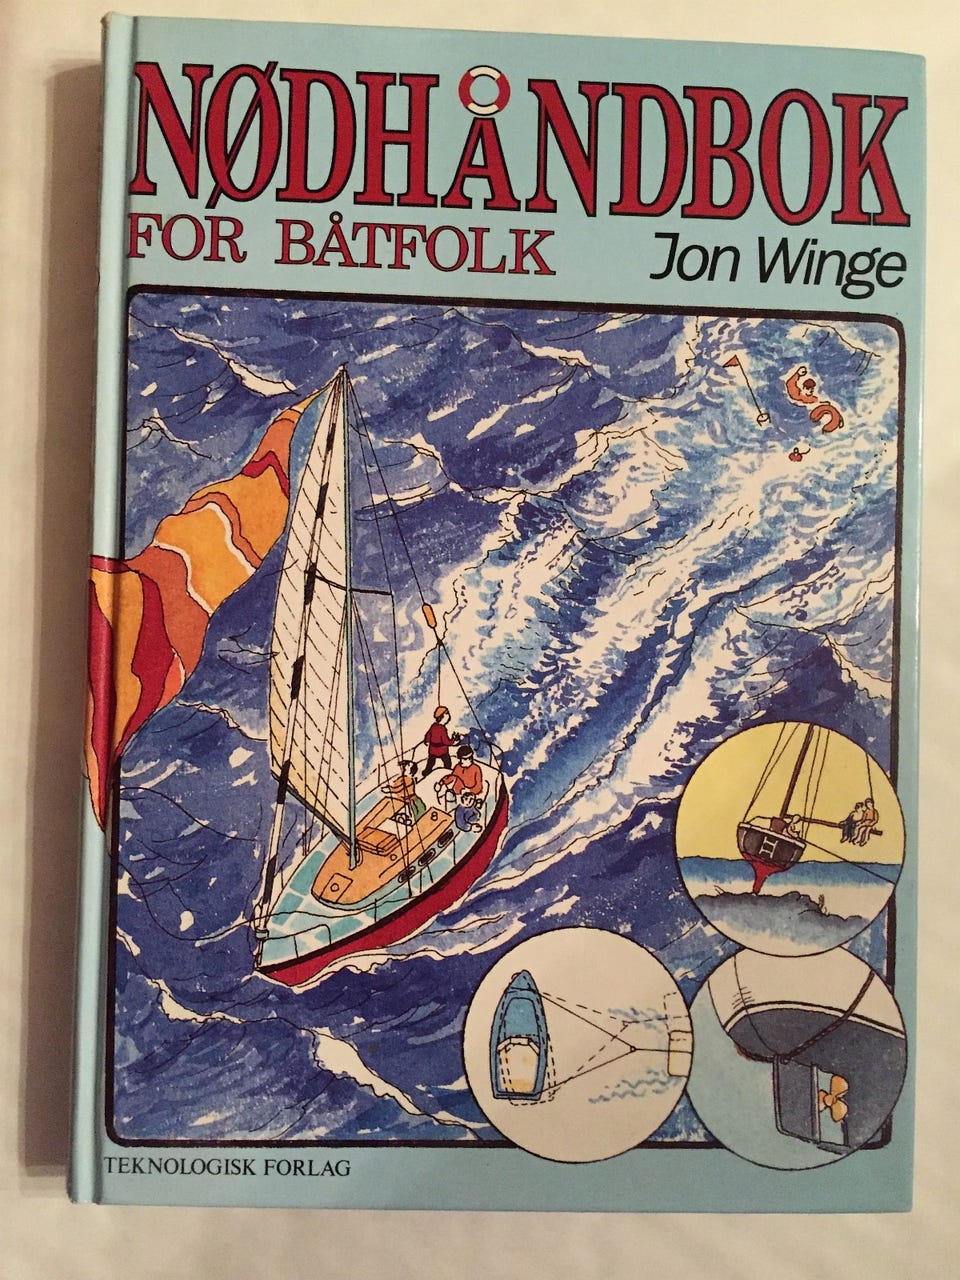 NØDHÅNDBOK
FOR BÅTFOLK
Jon Winge
TEKNOLOGISK FORLAG